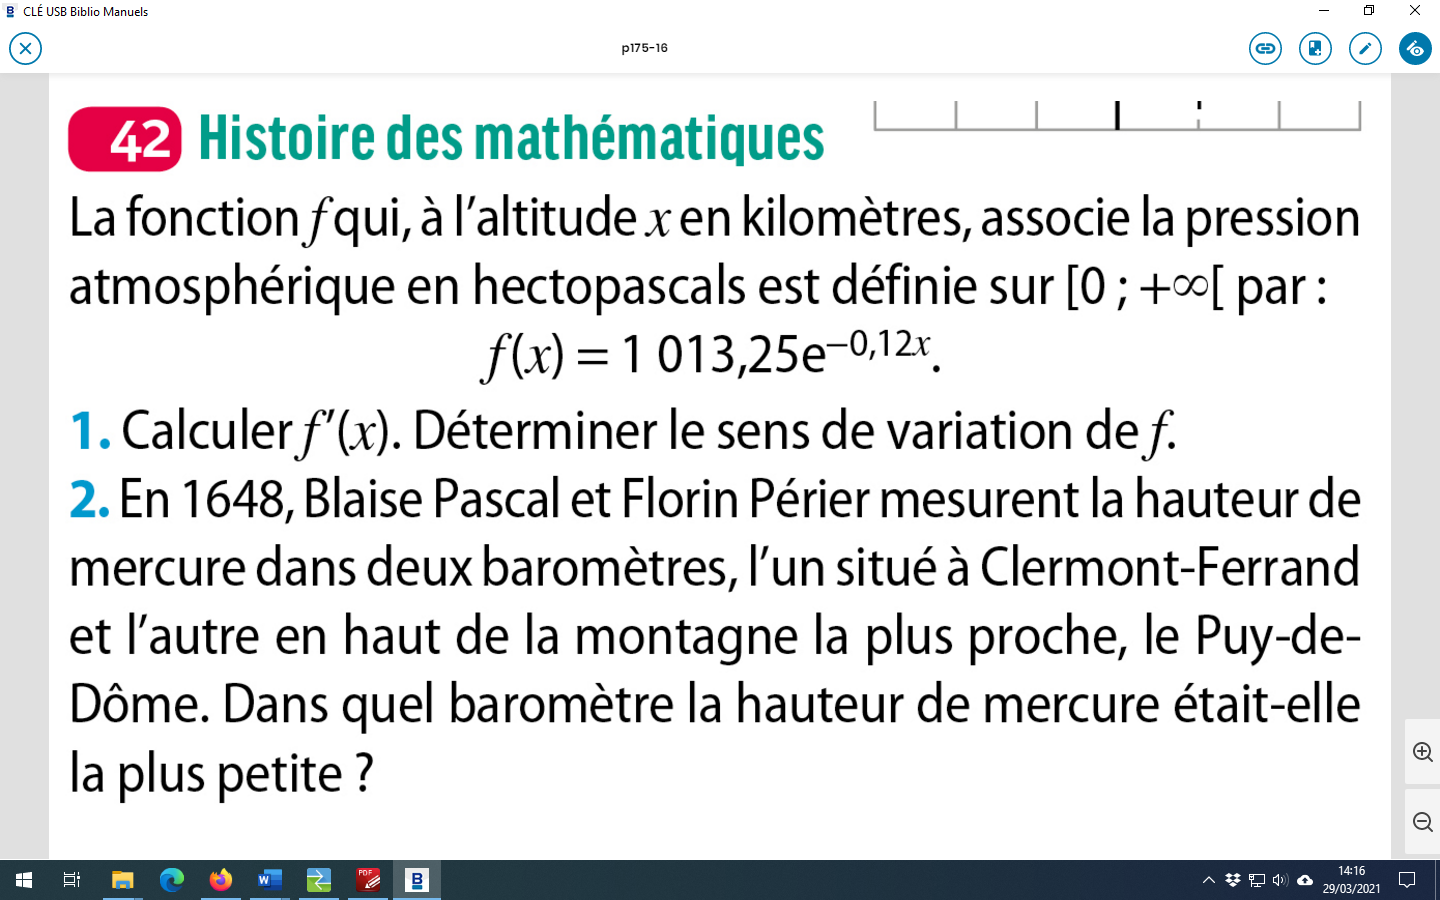 CLÉ USB Biblio Manuels
p175-16
42 Histoire des mathématiques
La fonction f qui, à l’altitude x en kilomètres, associe la pression
atmosphérique en hectopascals est définie sur [0 ; +∞[ par :
f(x) = 1 013,25e^−0,12x.
1. Calculer f′(x). Déterminer le sens de variation de f.
2. En 1648, Blaise Pascal et Florin Périer mesurent la hauteur de
mercure dans deux baromètres, l’un situé à Clermont-Ferrand
et l’autre en haut de la montagne la plus proche, le Puy-de-
Dôme. Dans quel baromètre la hauteur de mercure était-elle
la plus petite ?
14:16
29/03/2021